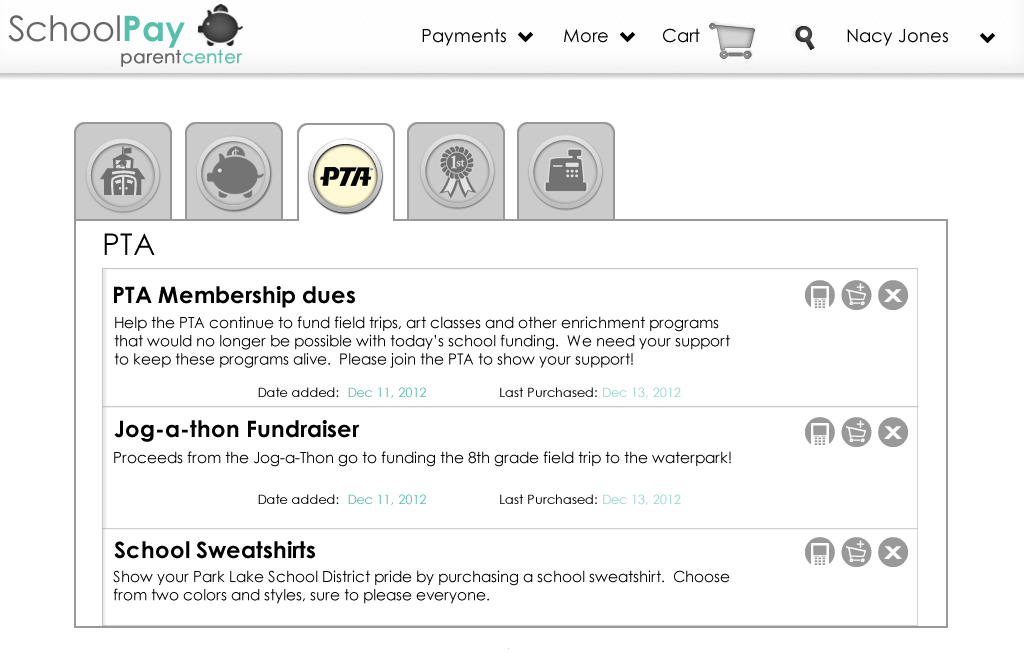 SchoolPay
parentcenter
Payments More Cart Nacy Jones
PTA 1st
PTA
PTA Membership dues
Help the PTA continue to fund field trips, art classes and other enrichment programs
that would no longer be possible with today's school funding. We need your support
to keep these programs alive. Please join the PTA to show your support!
Date added: Dec 11, 2012 Last Purchased: Dec 13, 2012
Jog-a-thon Fundraiser
Proceeds from the Jog-a-Thon go to funding the 8th grade field trip to the waterpark!
Date added: Dec 11, 2012 Last Purchased: Dec 13, 2012
School Sweatshirts
Show your Park Lake School District pride by purchasing a school sweatshirt. Choose
from two colors and styles, sure to please everyone.